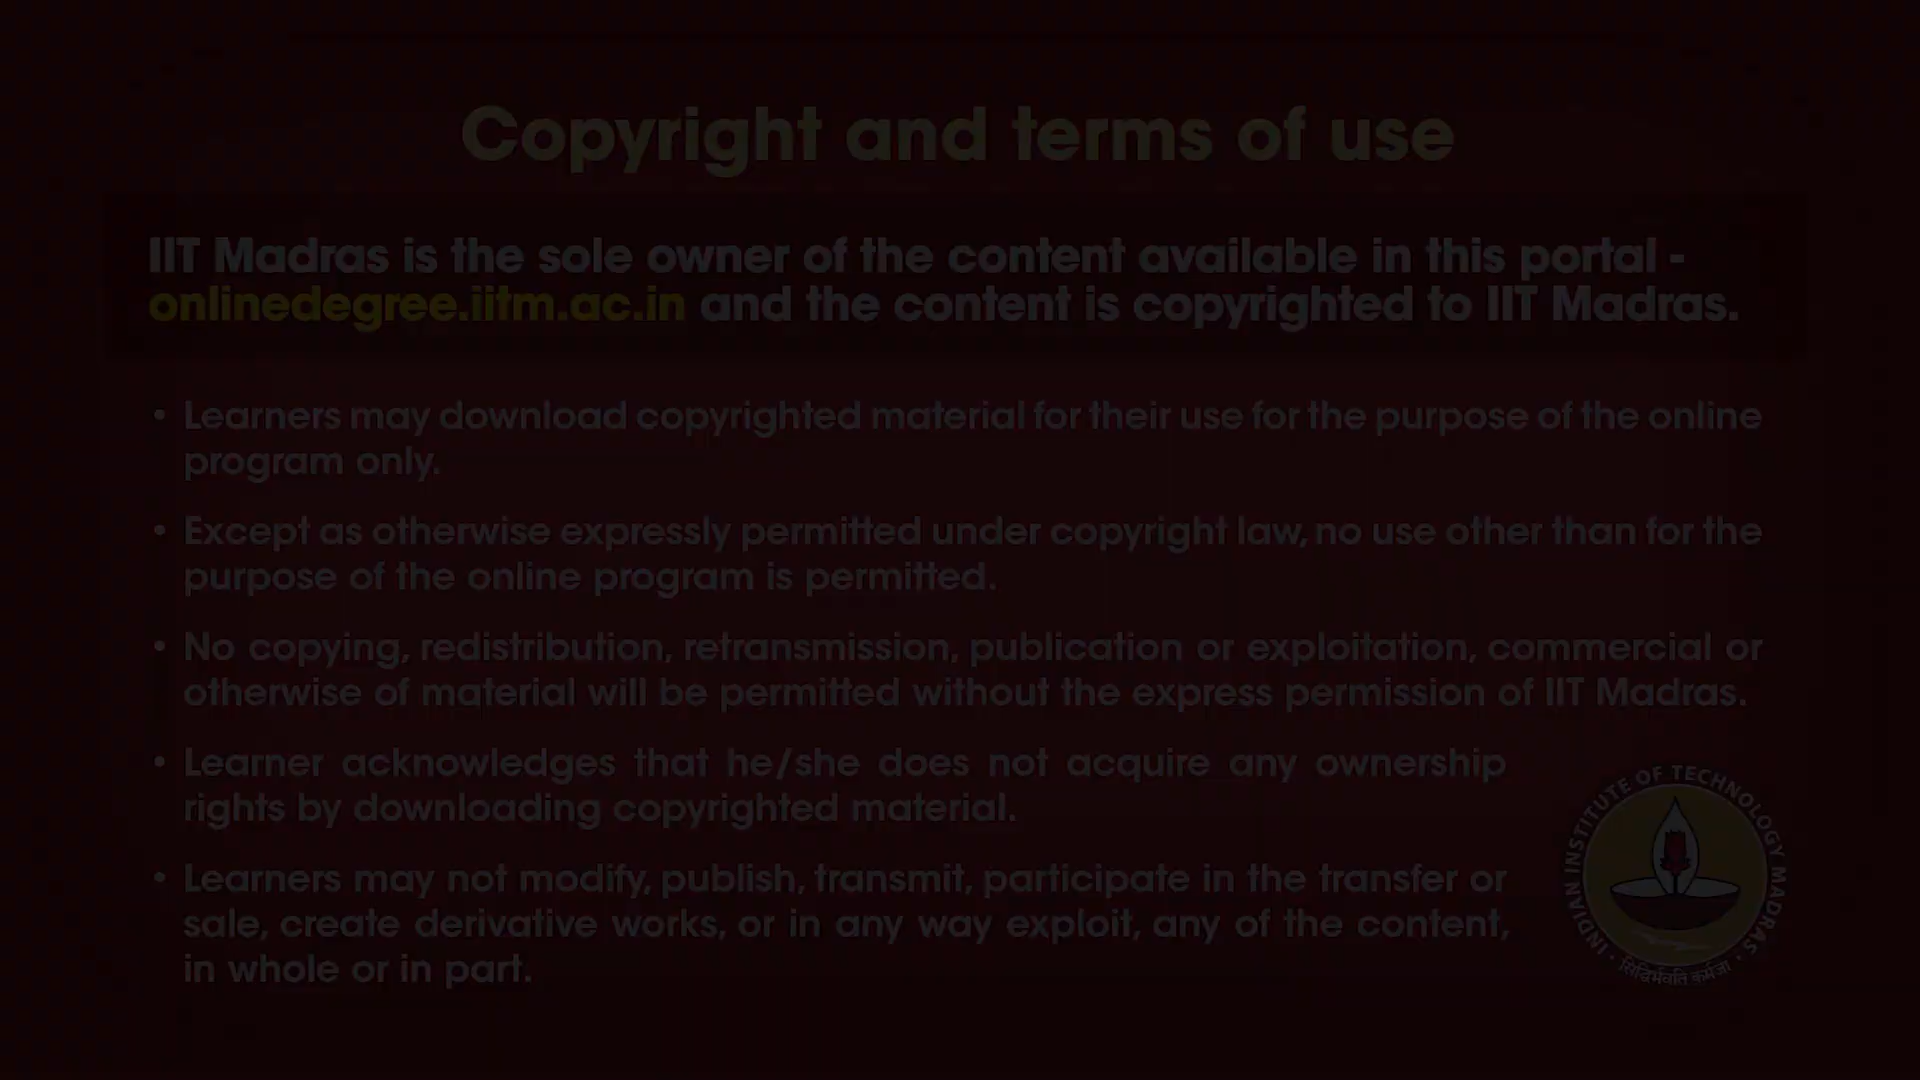 Copyright and terms of use
IIT Madras is the sole owner of the content available in this portal -
onlinedegree.iitm.ac.in and the content is copyrighted to IIT Madras.
• Learners may download copyrighted material for their use for the purpose of the online
program only.
• Except as otherwise expressly permitted under copyright law, no use other than for the
purpose of the online program is permitted.
• No copying, redistribution, retransmission, publication or exploitation, commercial or
otherwise of material will be permitted without the express permission of IIT Madras.
• Learner acknowledges that he/she does not acquire any ownership
rights by downloading copyrighted material.
• Learners may not modify, publish, transmit, participate in the transfer or
sale, create derivative works, or in any way exploit, any of the content,
in whole or in part.
INDIAN INSTITUTE OF TECHNOLOGY MADRAS
सिद्धिर्भवति कर्मजा